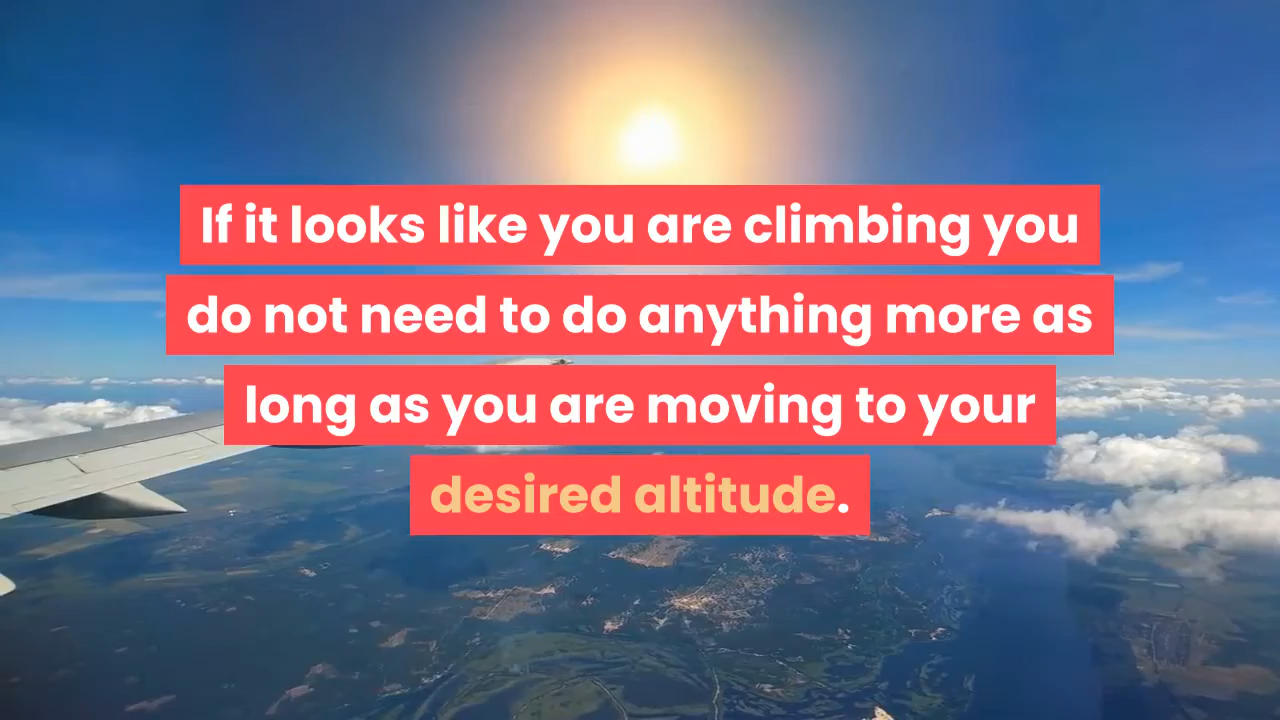 If it looks like you are climbing you
do not need to do anything more as
long as you are moving to your
desired altitude.